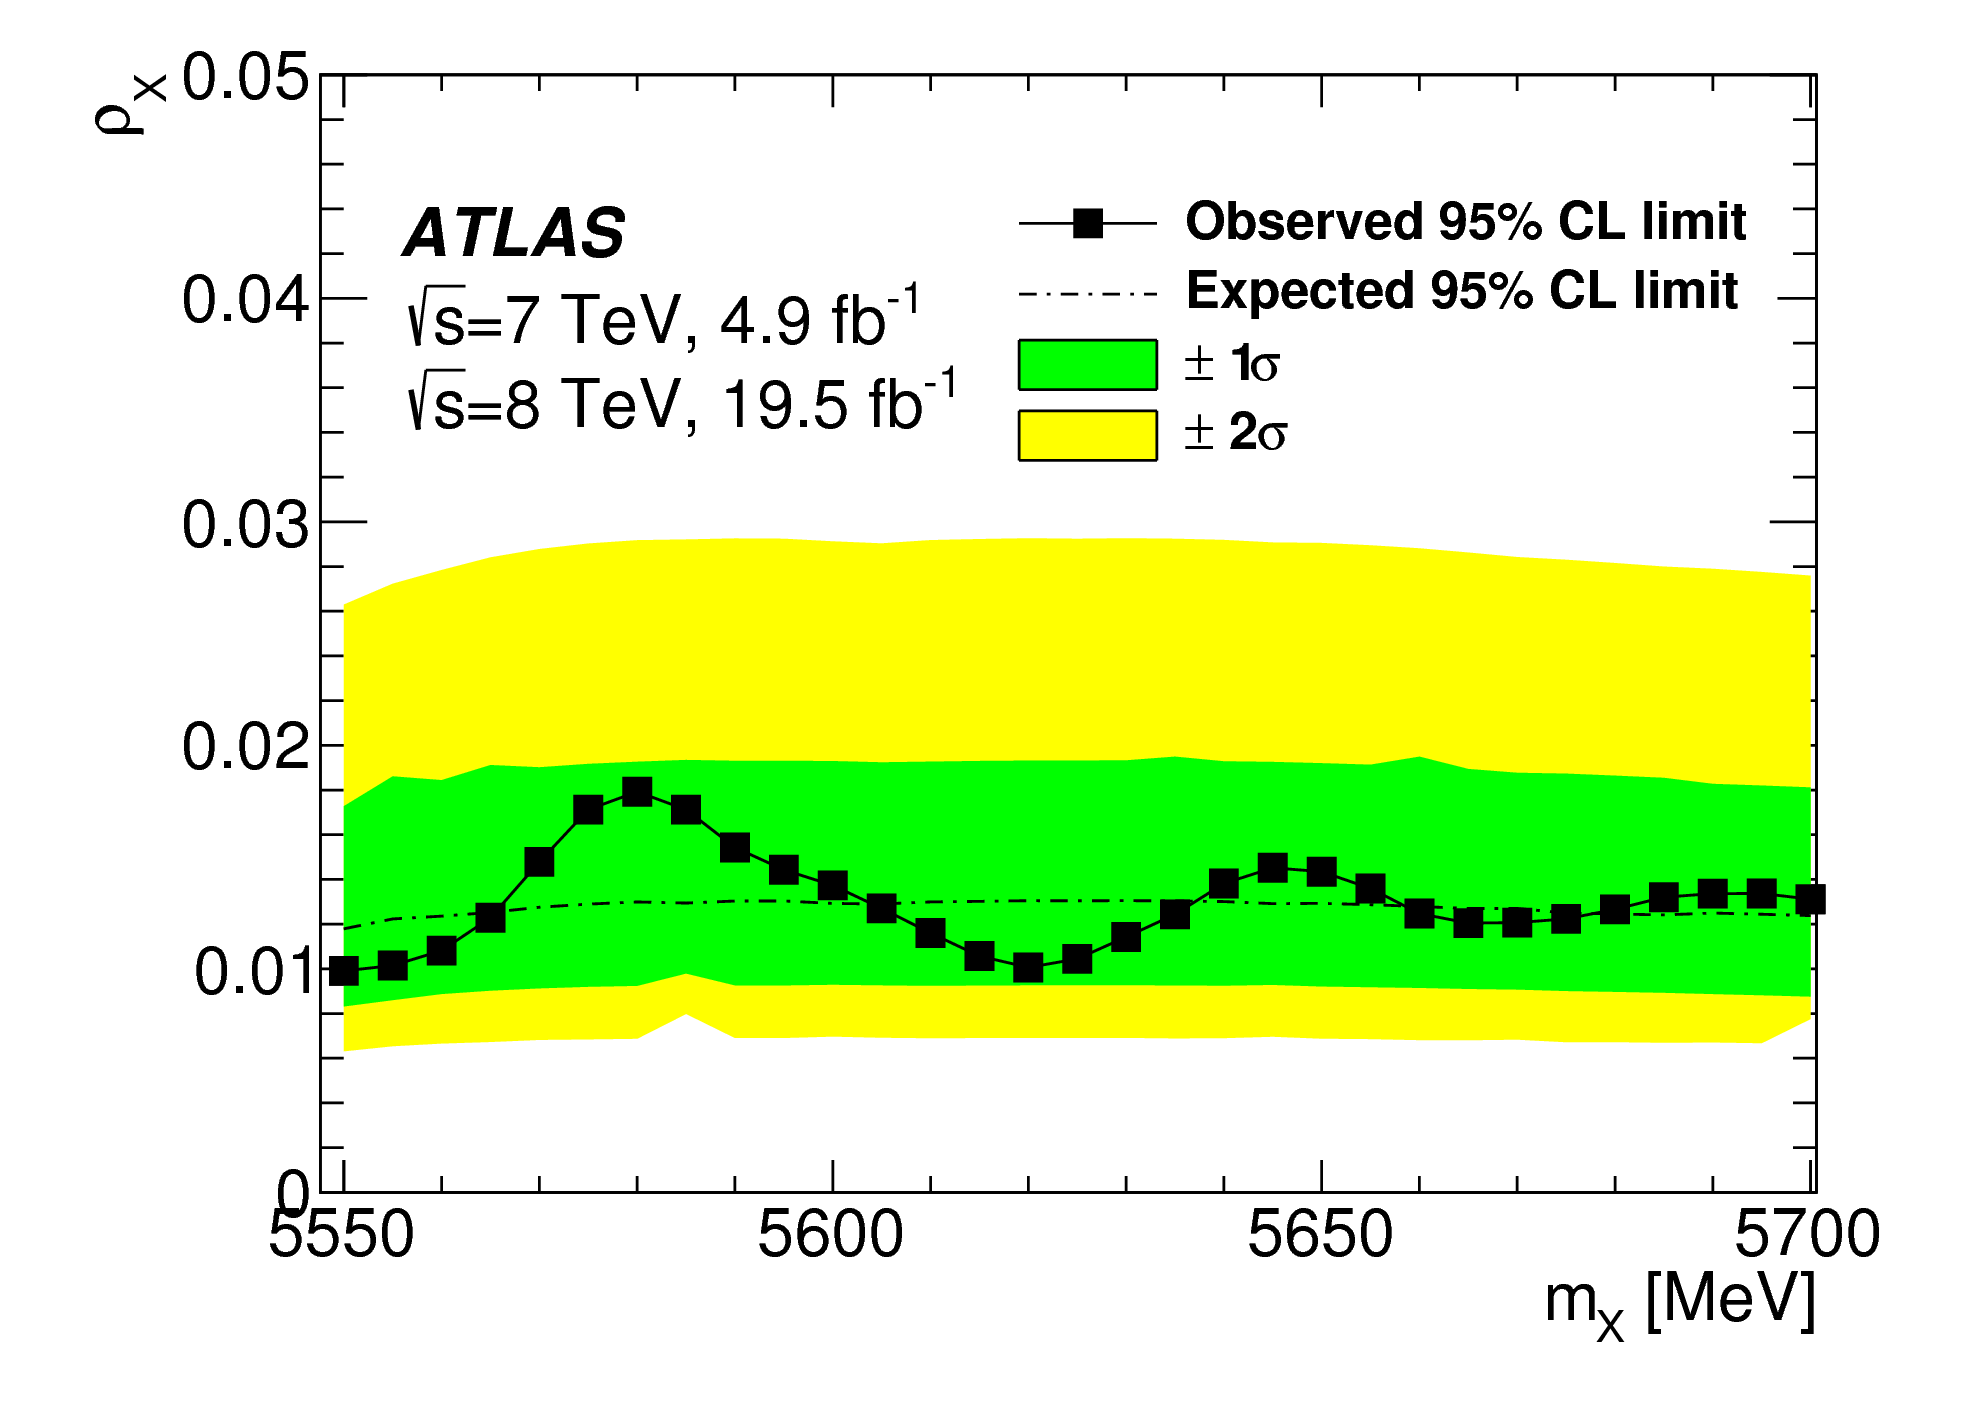 ρ_X
0.05
0.04
0.03
0.02
0.01
0
ATLAS
√s=7 TeV, 4.9 fb⁻¹
√s=8 TeV, 19.5 fb⁻¹
Observed 95% CL limit
Expected 95% CL limit
± 1σ
± 2σ
5550 5600 5650 5700
m_X [MeV]